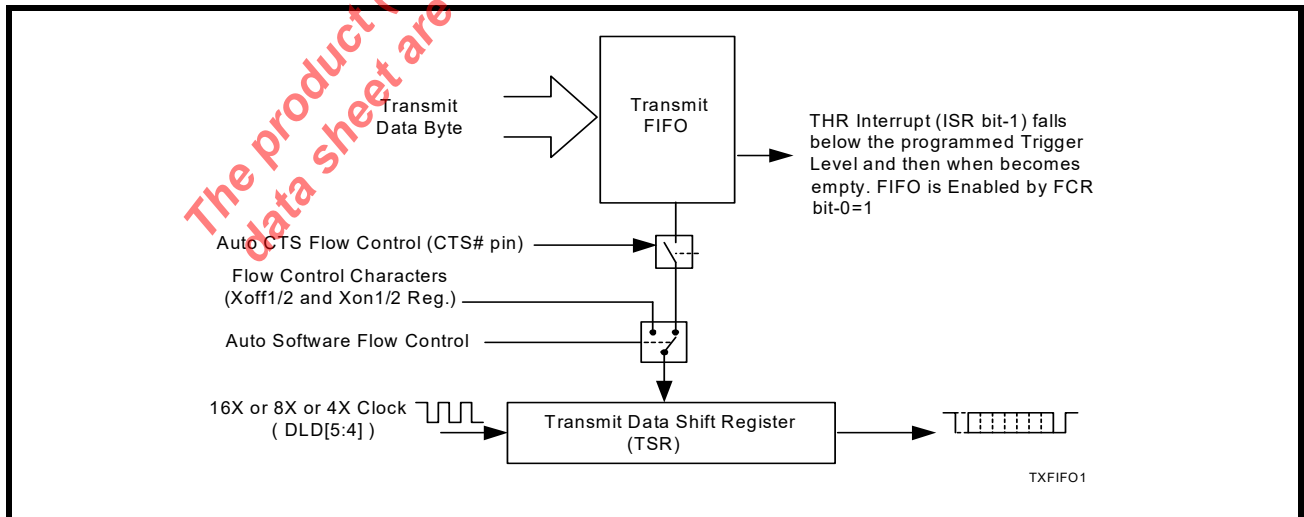 The product (
data sheet are
Transmit
Data Byte
Transmit
FIFO
THR Interrupt (ISR bit-1) falls
below the programmed Trigger
Level and then when becomes
empty. FIFO is Enabled by FCR
bit-0=1
Auto CTS Flow Control (CTS# pin)
Flow Control Characters
(Xoff1/2 and Xon1/2 Reg.)
Auto Software Flow Control
16X or 8X or 4X Clock
( DLD[5:4] )
Transmit Data Shift Register
(TSR)
TXFIFO1